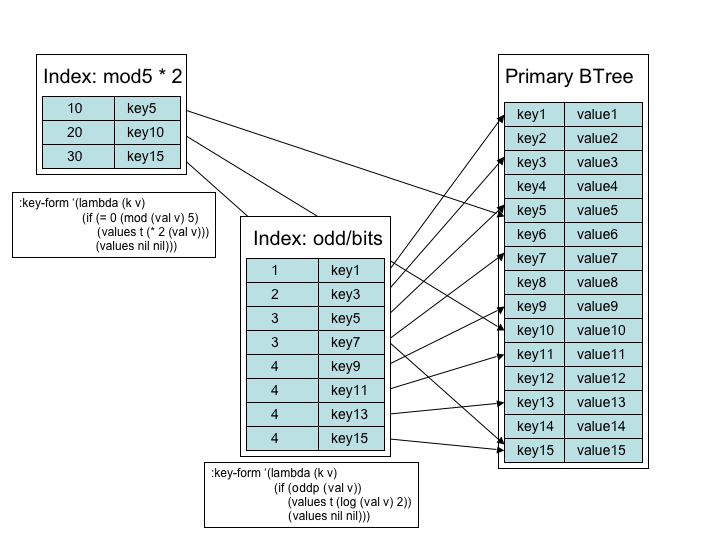 Index: mod5 * 2
10 key5
20 key10
30 key15
:key-form '(lambda (k v)
(if (= 0 (mod (val v) 5)
(values t (* 2 (val v)))
(values nil nil)))
Index: odd/bits
1 key1
2 key3
3 key5
3 key7
4 key9
4 key11
4 key13
4 key15
:key-form '(lambda (k v)
(if (oddp (val v))
(values t (log (val v) 2))
(values nil nil)))
Primary BTree
key1 value1
key2 value2
key3 value3
key4 value4
key5 value5
key6 value6
key7 value7
key8 value8
key9 value9
key10 value10
key11 value11
key12 value12
key13 value13
key14 value14
key15 value15